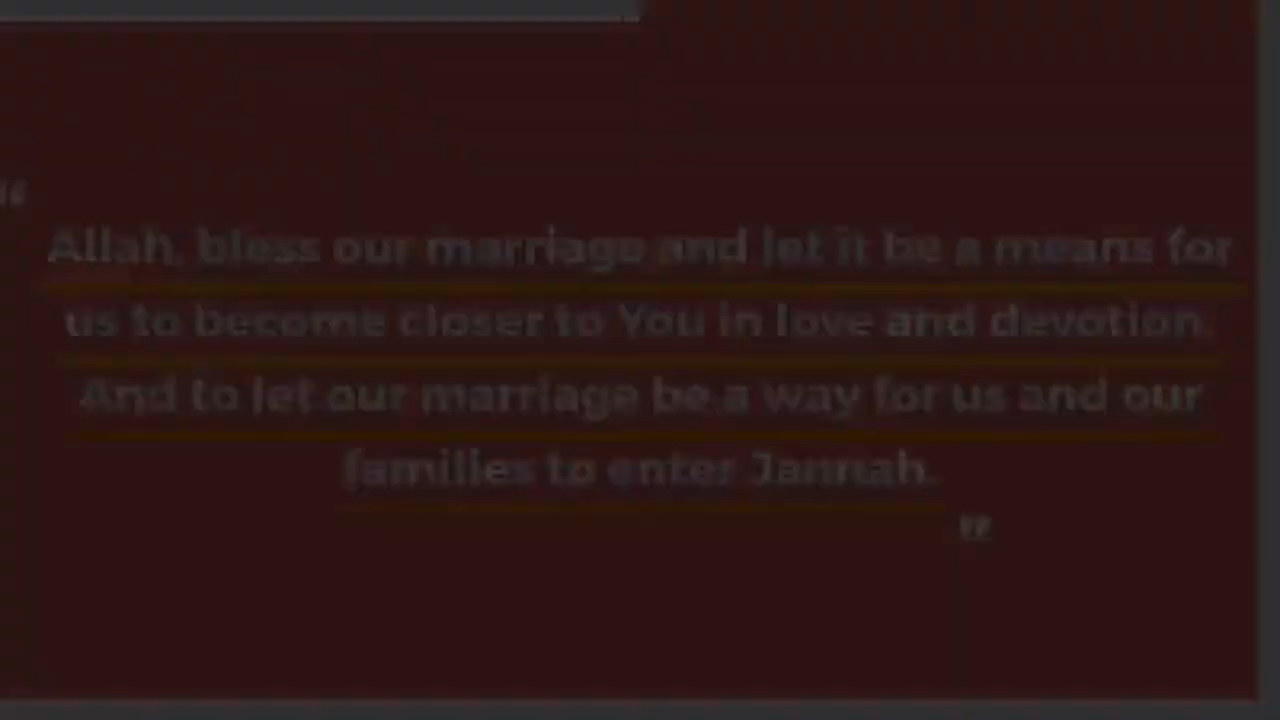 "
Allah, bless our marriage and let it be a means for
us to become closer to You in love and devotion.
And to let our marriage be a way for us and our
families to enter Jannah.
"